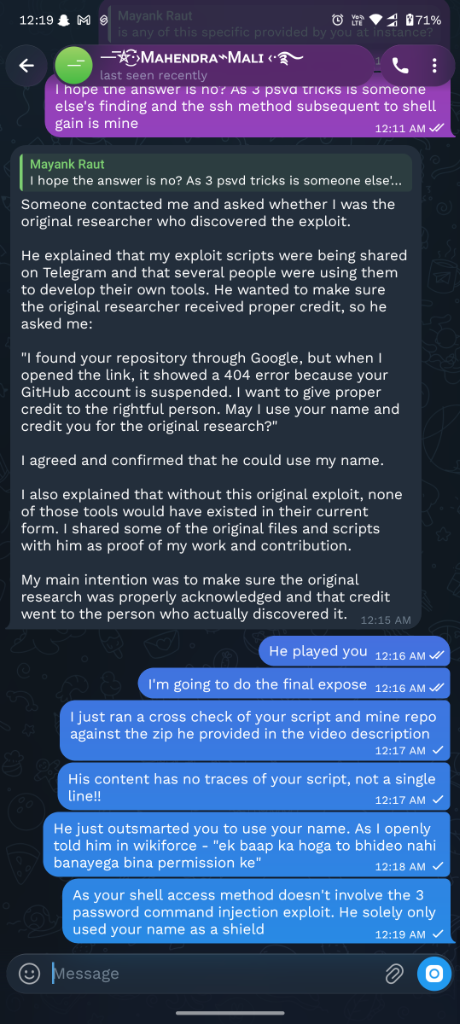 12:19
71%
Mayank Raut
is any of this specific provided by you at instance?
MAHENDRA MALI
last seen recently
I hope the answer is no? As 3 psvd tricks is someone
else's finding and the ssh method subsequent to shell
gain is mine
12:11 AM
Mayank Raut
I hope the answer is no? As 3 psvd tricks is someone else'...
Someone contacted me and asked whether I was the
original researcher who discovered the exploit.
He explained that my exploit scripts were being shared
on Telegram and that several people were using them
to develop their own tools. He wanted to make sure
the original researcher received proper credit, so he
asked me:
"I found your repository through Google, but when I
opened the link, it showed a 404 error because your
GitHub account is suspended. I want to give proper
credit to the rightful person. May I use your name and
credit you for the original research?"
I agreed and confirmed that he could use my name.
I also explained that without this original exploit, none
of those tools would have existed in their current
form. I shared some of the original files and scripts
with him as proof of my work and contribution.
My main intention was to make sure the original
research was properly acknowledged and that credit
went to the person who actually discovered it.
12:15 AM
He played you 12:16 AM
I'm going to do the final expose 12:16 AM
I just ran a cross check of your script and mine repo
against the zip he provided in the video description
12:17 AM
His content has no traces of your script, not a single
line!!
12:17 AM
He just outsmarted you to use your name. As I openly
told him in wikiforce - "ek baap ka hoga to bhideo nahi
banayega bina permission ke"
12:18 AM
As your shell access method doesn't involve the 3
password command injection exploit. He solely only
used your name as a shield
12:19 AM
Message